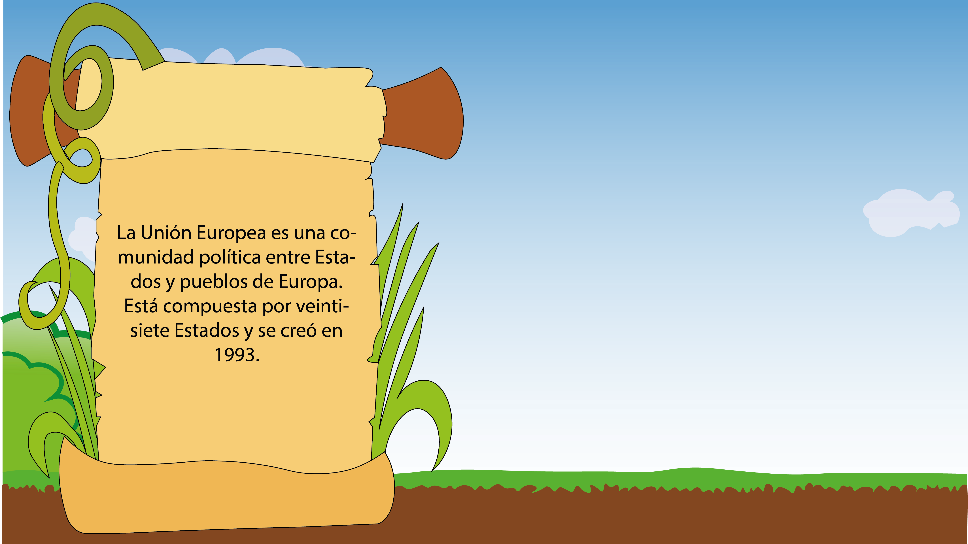 La Unión Europea es una co-
munidad política entre Esta-
dos y pueblos de Europa.
Está compuesta por veinti-
siete Estados y se creó en
1993.